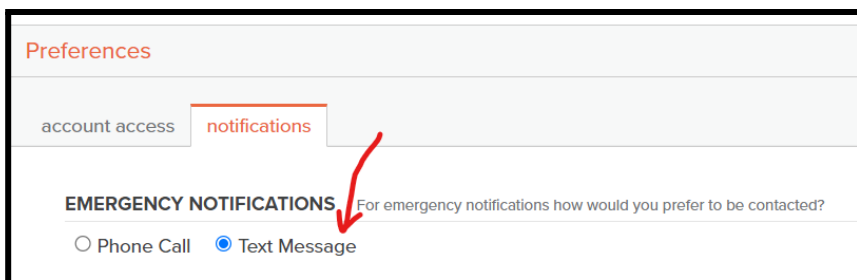 Preferences
account access notifications
EMERGENCY NOTIFICATIONS For emergency notifications how would you prefer to be contacted?
Phone Call Text Message